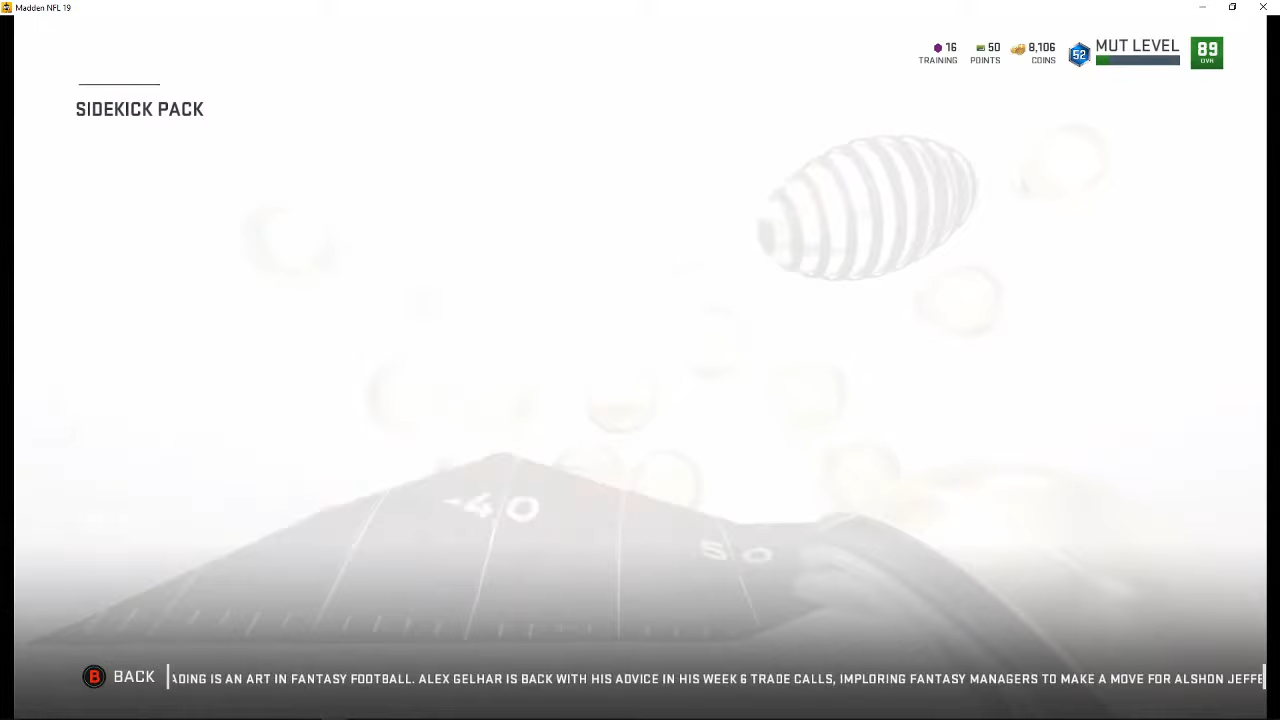 Madden NFL 19
16 TRAINING
50 POINTS
8,106 COINS
52
MUT LEVEL
89 OVR
SIDEKICK PACK
-40
50
B BACK
ADING IS AN ART IN FANTASY FOOTBALL. ALEX GELHAR IS BACK WITH HIS ADVICE IN HIS WEEK 6 TRADE CALLS, IMPLORING FANTASY MANAGERS TO MAKE A MOVE FOR ALSHON JEFFE